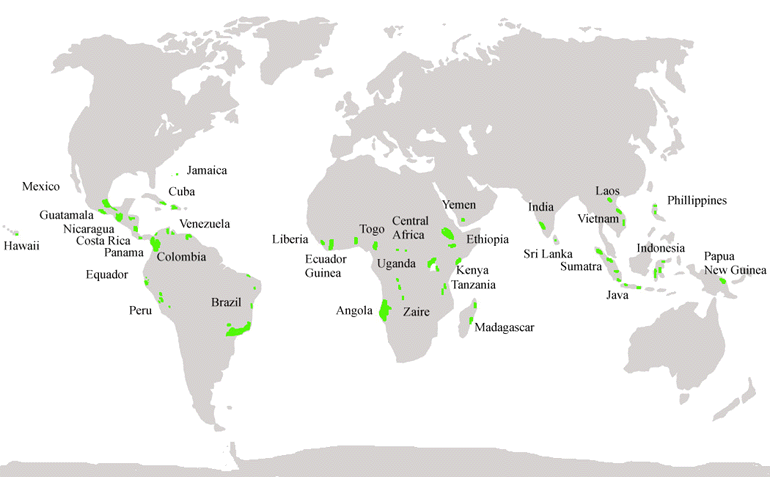 Jamaica
Mexico
Cuba
Guatamala
Nicaragua
Costa Rica
Panama
Venezuela
Hawaii
Colombia
Equador
Peru
Brazil
Liberia
Ecuador
Guinea
Togo
Central
Africa
Yemen
Ethiopia
Uganda
Kenya
Tanzania
Angola
Zaire
Madagascar
India
Sri Lanka
Laos
Vietnam
Phillippines
Sumatra
Indonesia
Java
Papua
New Guinea